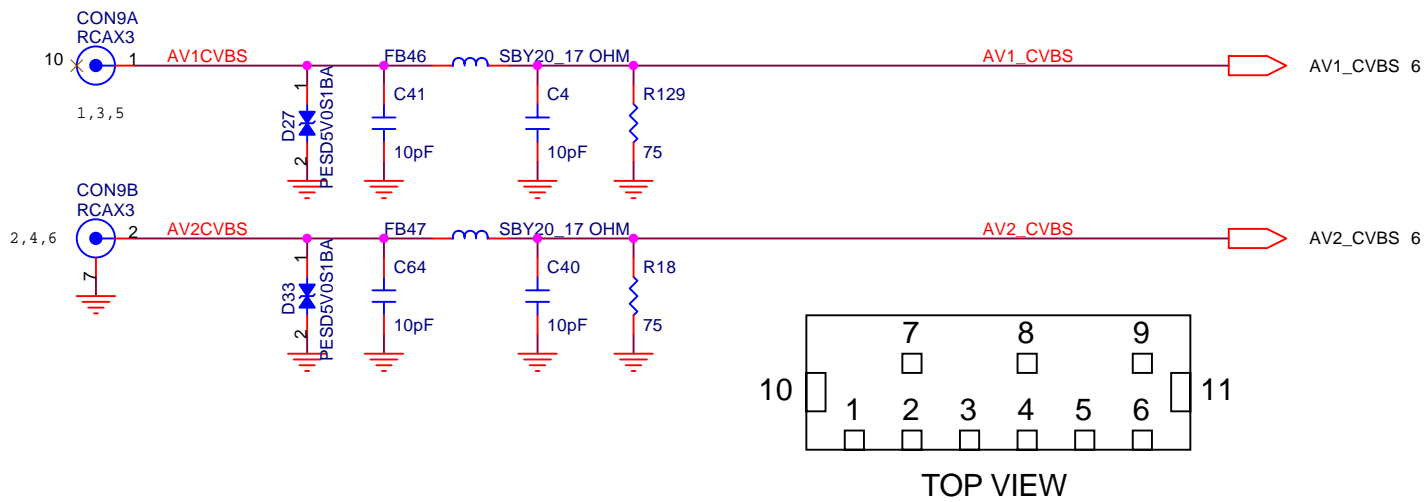 CON9A
RCAX3
10
1
AV1CVBS
FB46
SBY20_17 OHM
AV1_CVBS
AV1_CVBS 6
1,3,5
1
D27
2
PESD5V0S1BA
C41
10pF
C4
10pF
R129
75
CON9B
RCAX3
2,4,6
2
AV2CVBS
FB47
SBY20_17 OHM
AV2_CVBS
AV2_CVBS 6
7
1
D33
2
PESD5V0S1BA
C64
10pF
C40
10pF
R18
75
7 8 9
10 11
1 2 3 4 5 6
TOP VIEW